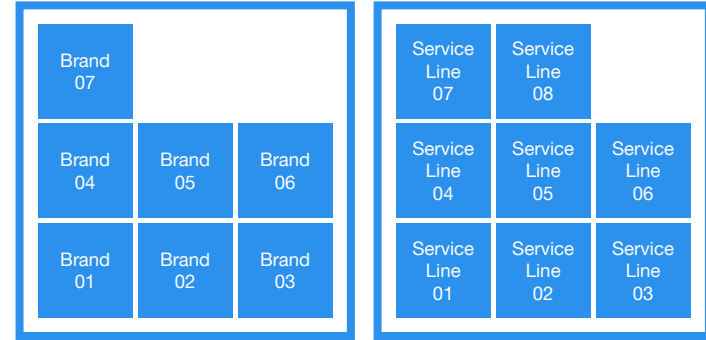 Brand
07
Brand
04
Brand
05
Brand
06
Brand
01
Brand
02
Brand
03
Service
Line
07
Service
Line
08
Service
Line
04
Service
Line
05
Service
Line
06
Service
Line
01
Service
Line
02
Service
Line
03